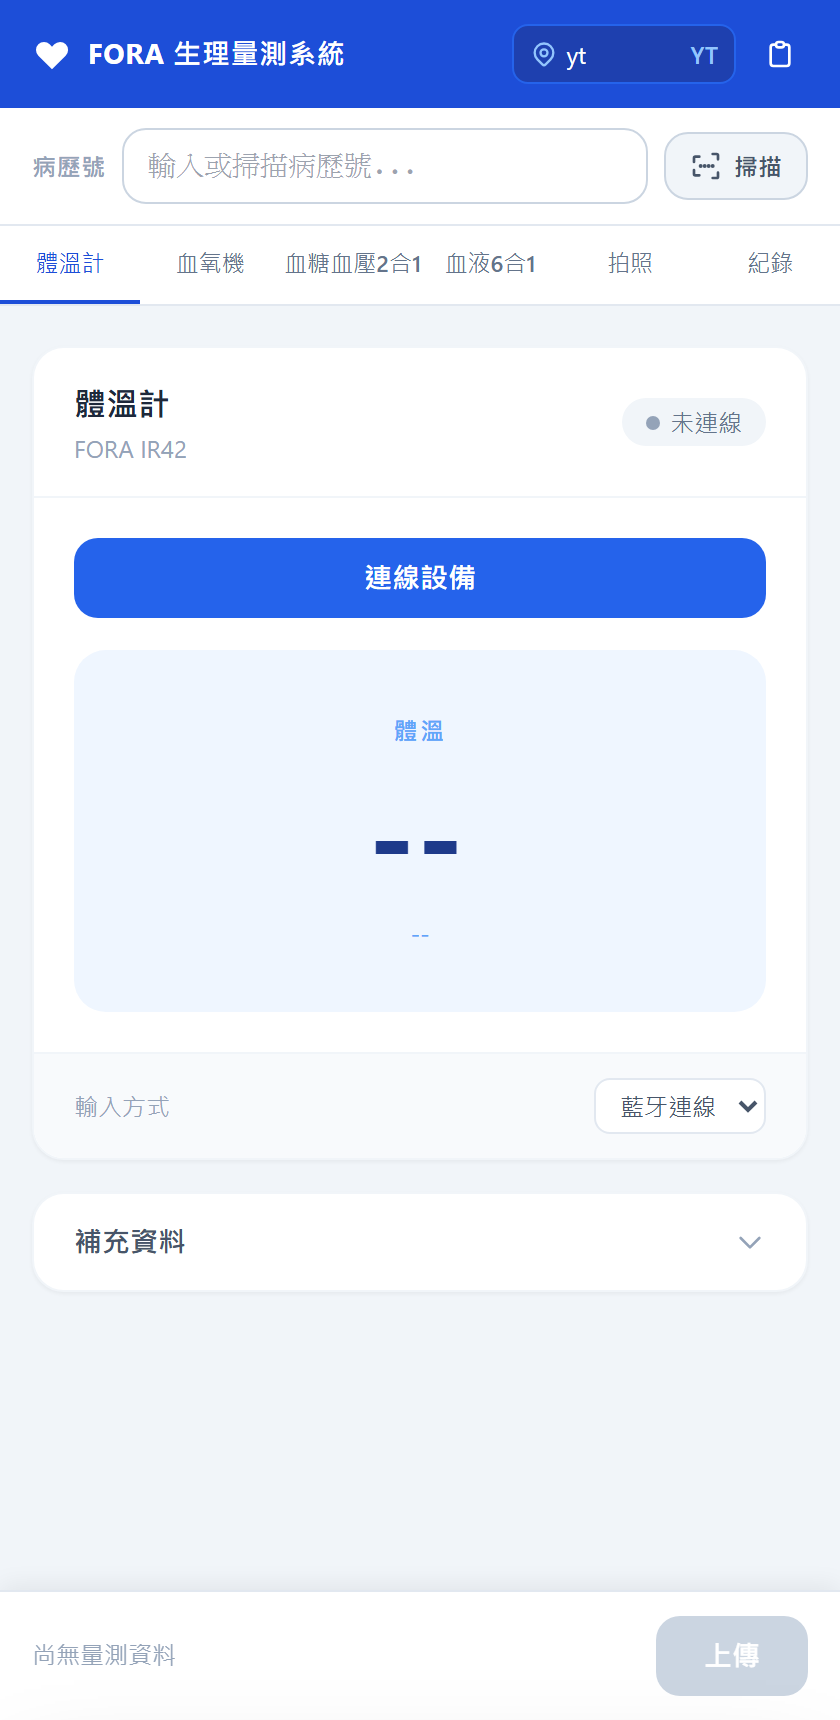 FORA 生理量測系統
yt YT
病歷號 輸入或掃描病歷號... 掃描
體溫計 血氧機 血糖血壓2合1 血液6合1 拍照 紀錄
體溫計
FORA IR42
未連線
連線設備
體溫
--
--
輸入方式 藍牙連線
補充資料
尚無量測資料 上傳